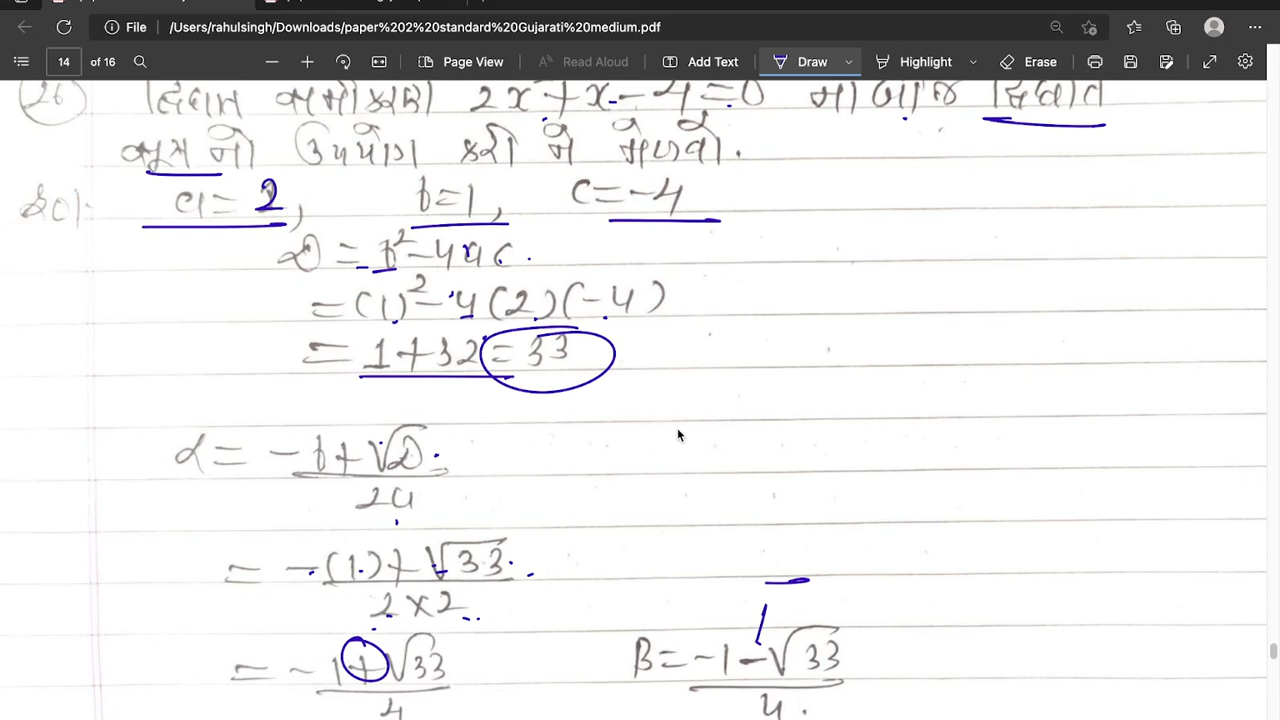 File /Users/rahulsingh/Downloads/paper%202%20standard%20Gujarati%20medium.pdf
14 of 16 Page View Read Aloud Add Text Draw Highlight Erase Share
26 દ્વિઘાત સમીકરણ 2x+x-4=0 ના બીજ દ્વિઘાત
સૂત્ર નો ઉપયોગ કરી ને મેળવો.
a=2, b=1, c=-4
D = b²-4ac.
=(1)²-4(2)(-4)
= 1+32=33
α = -b+√D
2a
= -(1)+√33
2×2
= -1+√33 β=-1-√33
4 4.